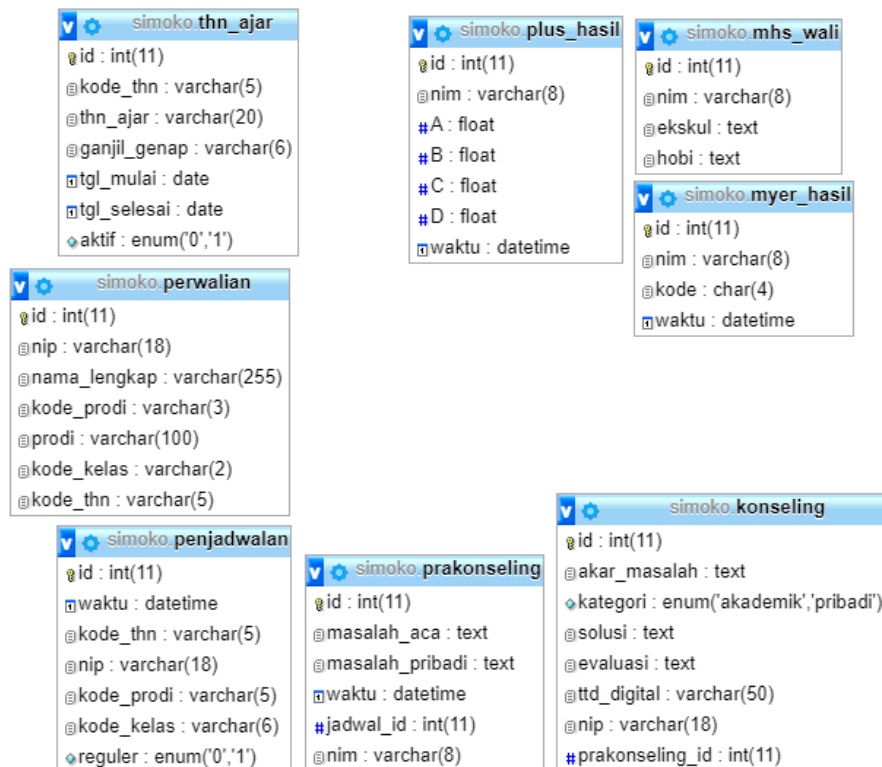 simoko.thn_ajar
id : int(11)
kode_thn : varchar(5)
thn_ajar : varchar(20)
ganjil_genap : varchar(6)
tgl_mulai : date
tgl_selesai : date
aktif : enum('0','1')
simoko.plus_hasil
id : int(11)
nim : varchar(8)
#A : float
#B : float
#C : float
#D : float
waktu : datetime
simoko.mhs_wali
id : int(11)
nim : varchar(8)
ekskul : text
hobi : text
simoko.myer_hasil
id : int(11)
nim : varchar(8)
kode : char(4)
waktu : datetime
simoko.perwalian
id : int(11)
nip : varchar(18)
nama_lengkap : varchar(255)
kode_prodi : varchar(3)
prodi : varchar(100)
kode_kelas : varchar(2)
kode_thn : varchar(5)
simoko.penjadwalan
id : int(11)
waktu : datetime
kode_thn : varchar(5)
nip : varchar(18)
kode_prodi : varchar(5)
kode_kelas : varchar(6)
reguler : enum('0','1')
simoko.prakonseling
id : int(11)
masalah_aca : text
masalah_pribadi : text
waktu : datetime
#jadwal_id : int(11)
nim : varchar(8)
simoko.konseling
id : int(11)
akar_masalah : text
kategori : enum('akademik','pribadi')
solusi : text
evaluasi : text
ttd_digital : varchar(50)
nip : varchar(18)
#prakonseling_id : int(11)